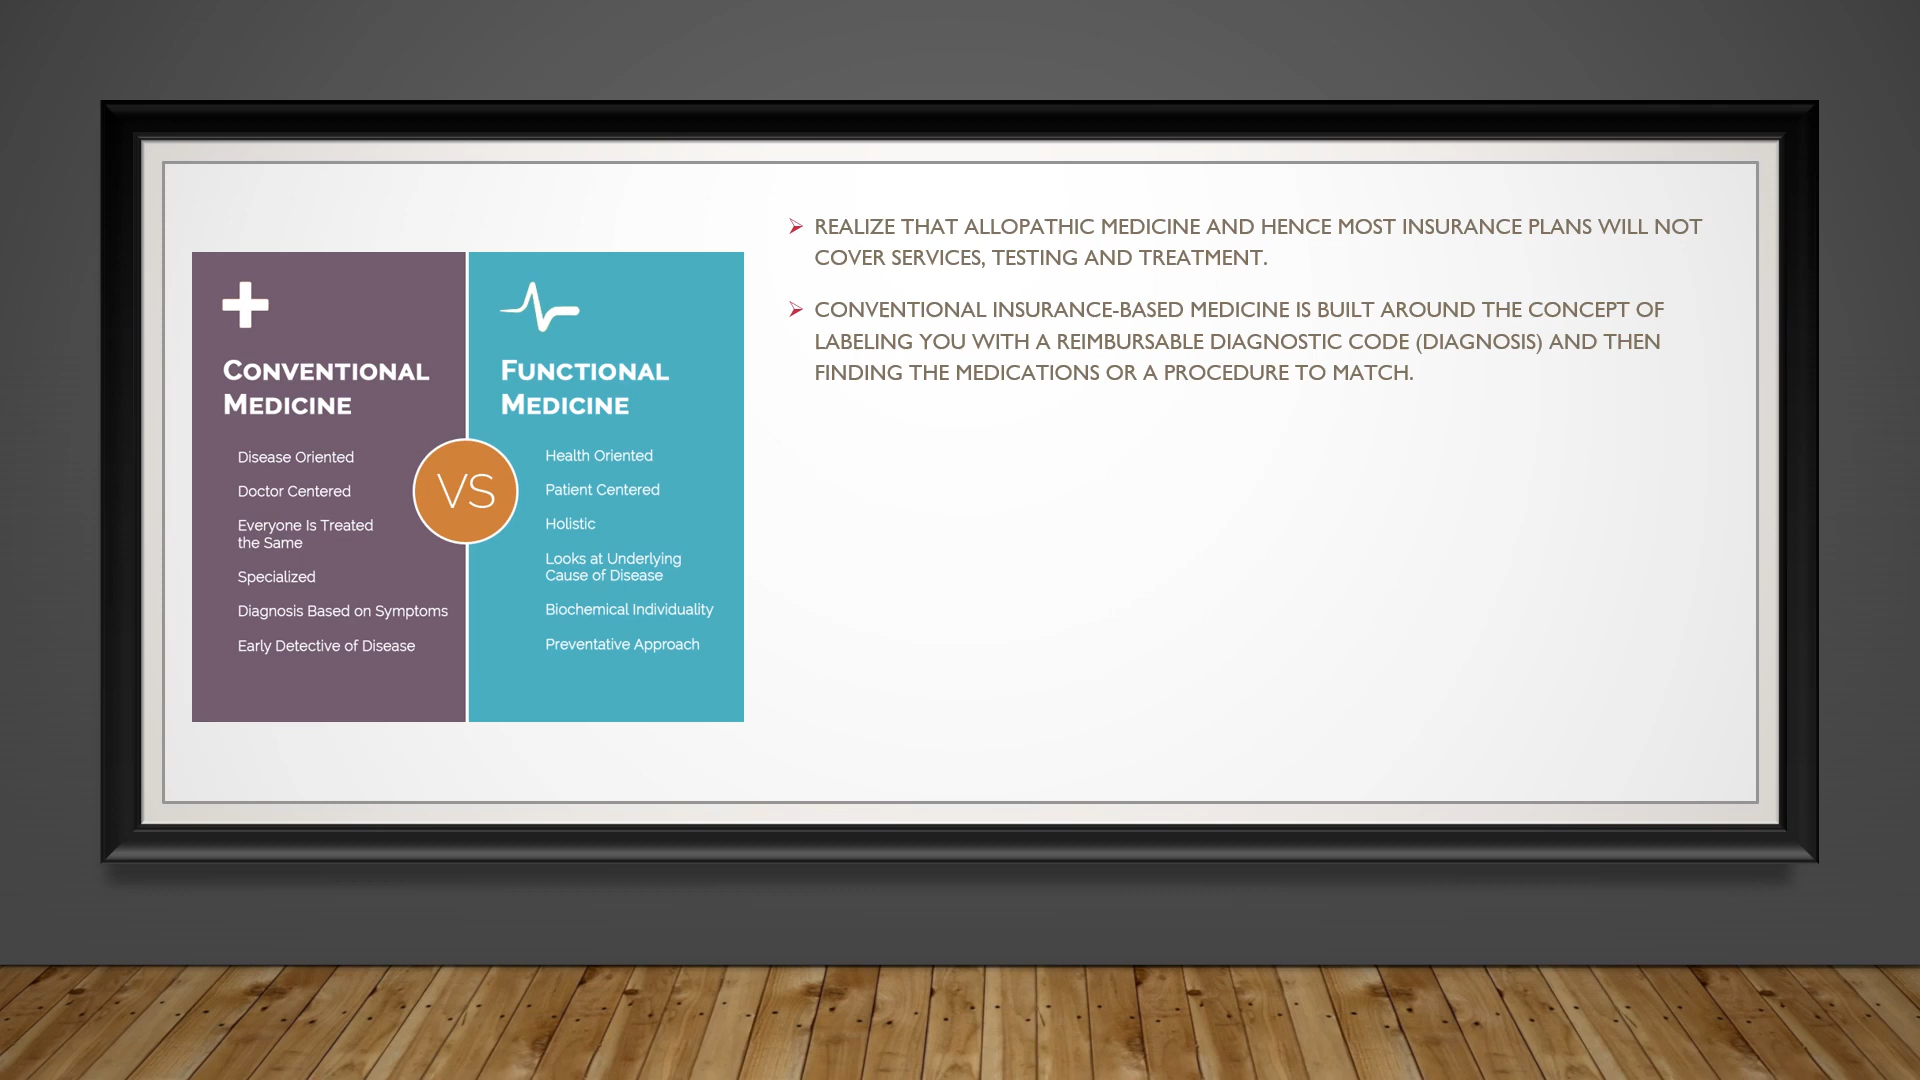 CONVENTIONAL
MEDICINE
Disease Oriented
Doctor Centered
Everyone Is Treated
the Same
Specialized
Diagnosis Based on Symptoms
Early Detective of Disease
VS
FUNCTIONAL
MEDICINE
Health Oriented
Patient Centered
Holistic
Looks at Underlying
Cause of Disease
Biochemical Individuality
Preventative Approach
REALIZE THAT ALLOPATHIC MEDICINE AND HENCE MOST INSURANCE PLANS WILL NOT
COVER SERVICES, TESTING AND TREATMENT.
CONVENTIONAL INSURANCE-BASED MEDICINE IS BUILT AROUND THE CONCEPT OF
LABELING YOU WITH A REIMBURSABLE DIAGNOSTIC CODE (DIAGNOSIS) AND THEN
FINDING THE MEDICATIONS OR A PROCEDURE TO MATCH.